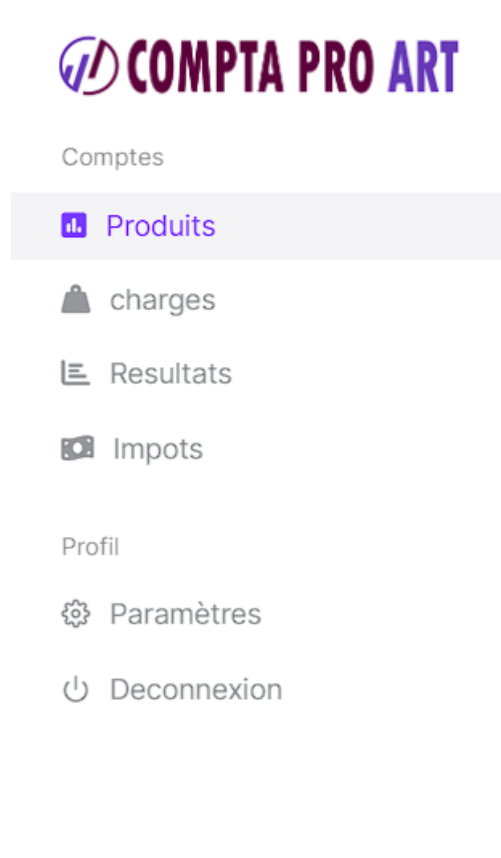 COMPTA PRO ART
Comptes
Produits
charges
Resultats
Impots
Profil
Paramètres
Deconnexion